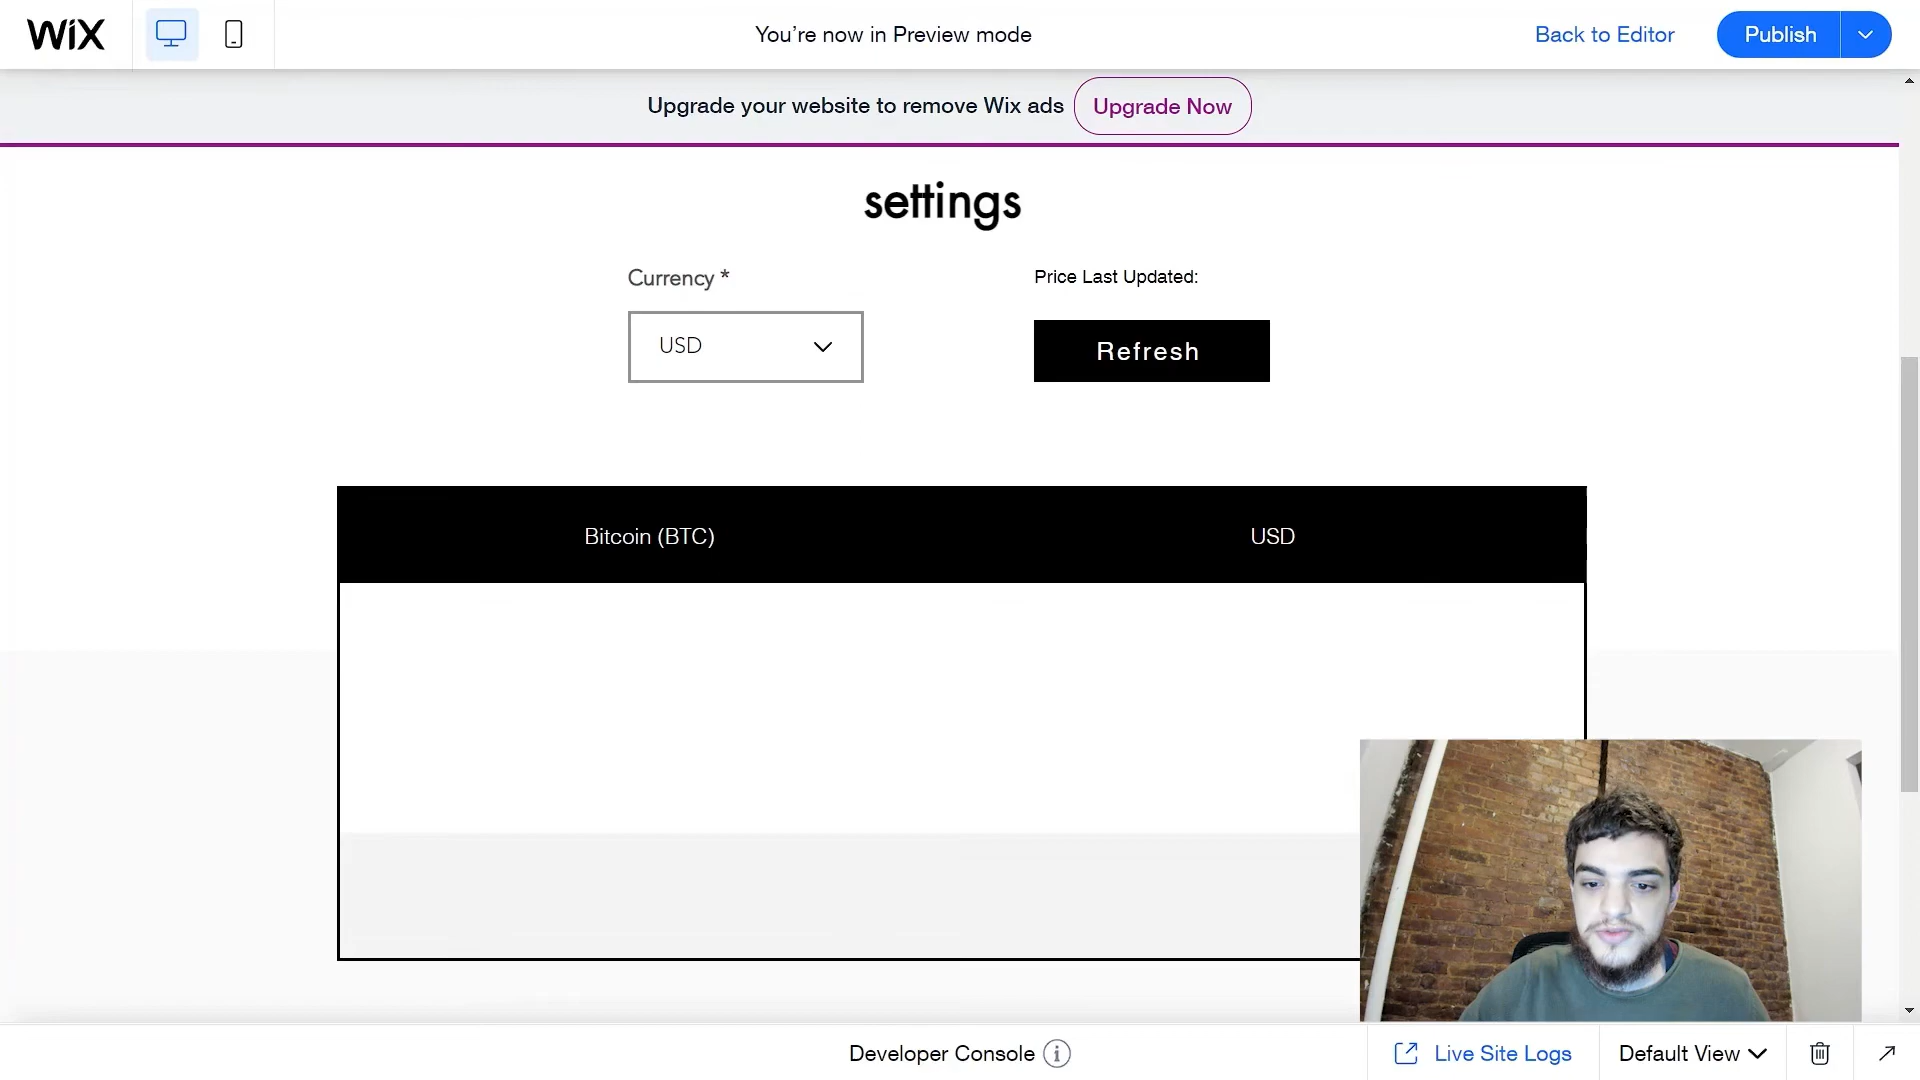 WiX
You’re now in Preview mode
Back to Editor
Publish
Upgrade your website to remove Wix ads
Upgrade Now
settings
Currency *
Price Last Updated:
USD
Refresh
Bitcoin (BTC)
USD
Developer Console
Live Site Logs
Default View